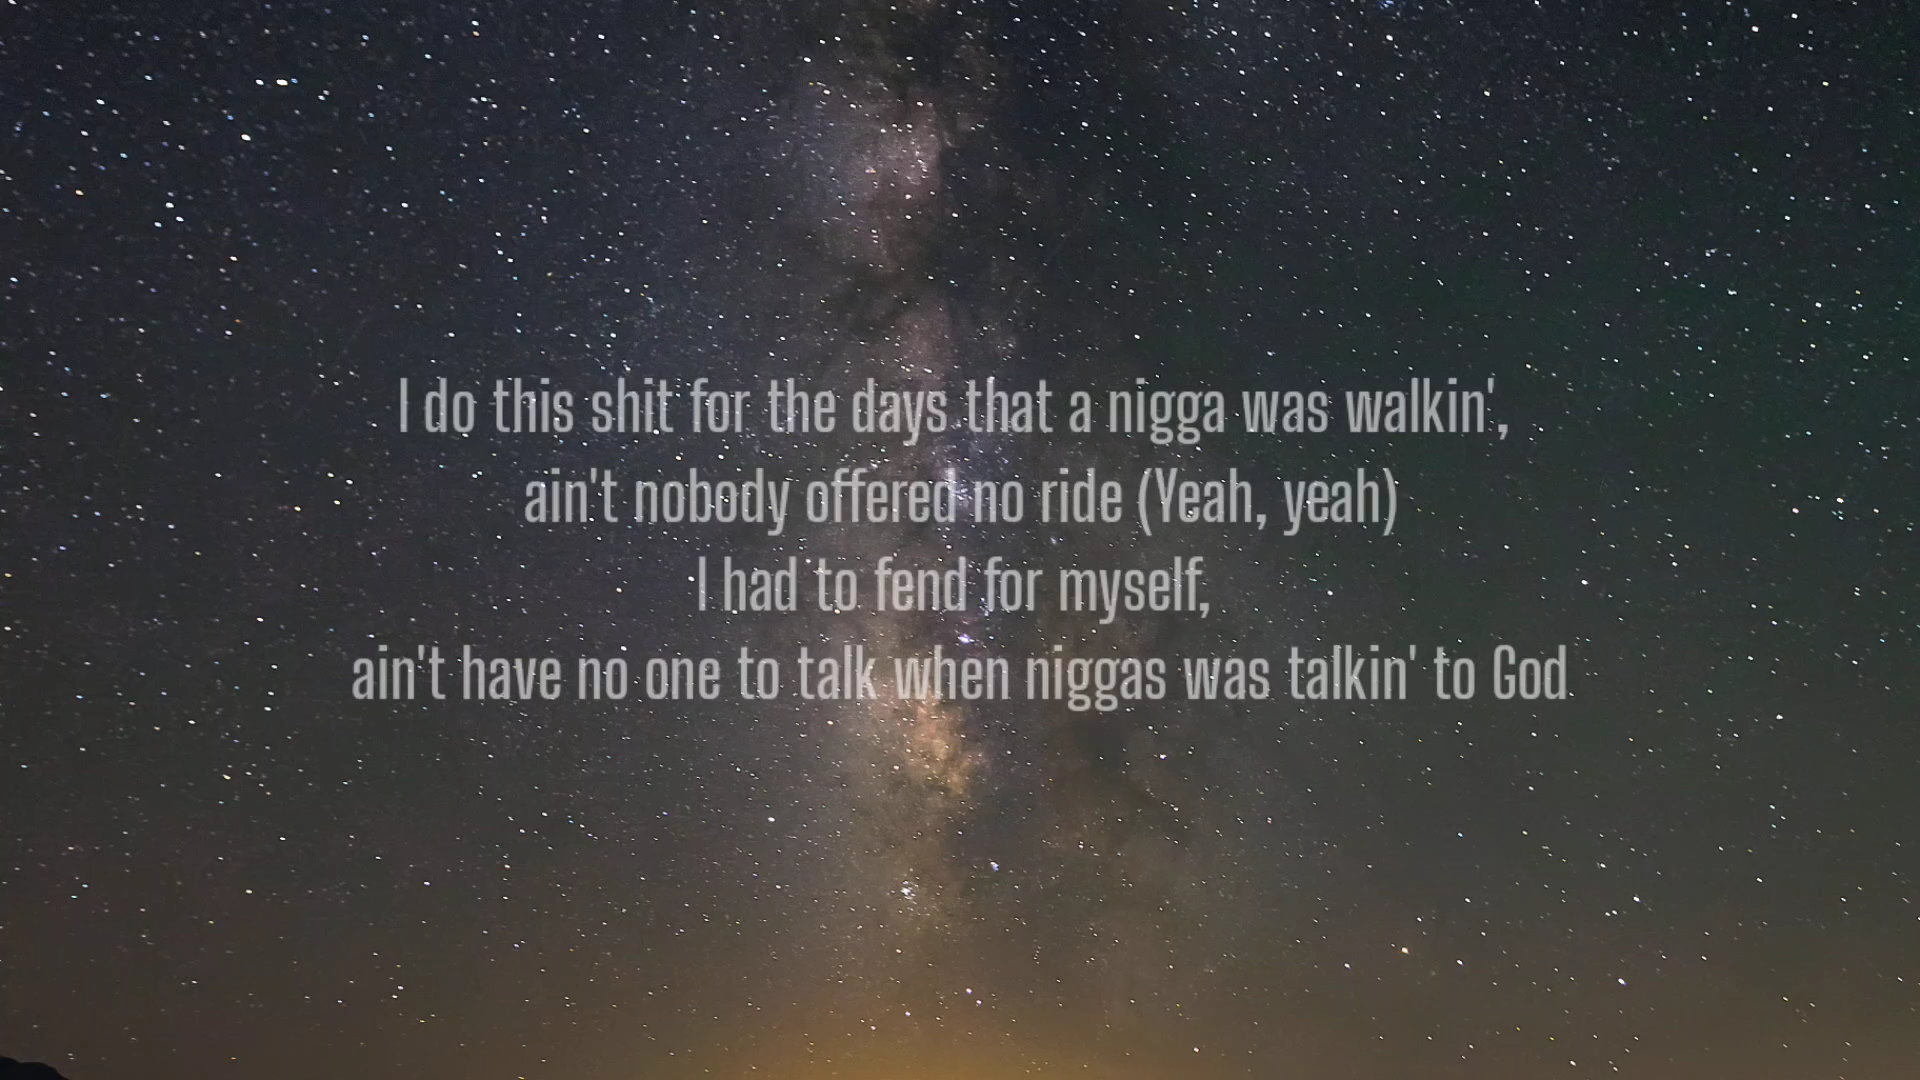 I do this shit for the days that a nigga was walkin',
ain't nobody offered no ride (Yeah, yeah)
I had to fend for myself,
ain't have no one to talk when niggas was talkin' to God